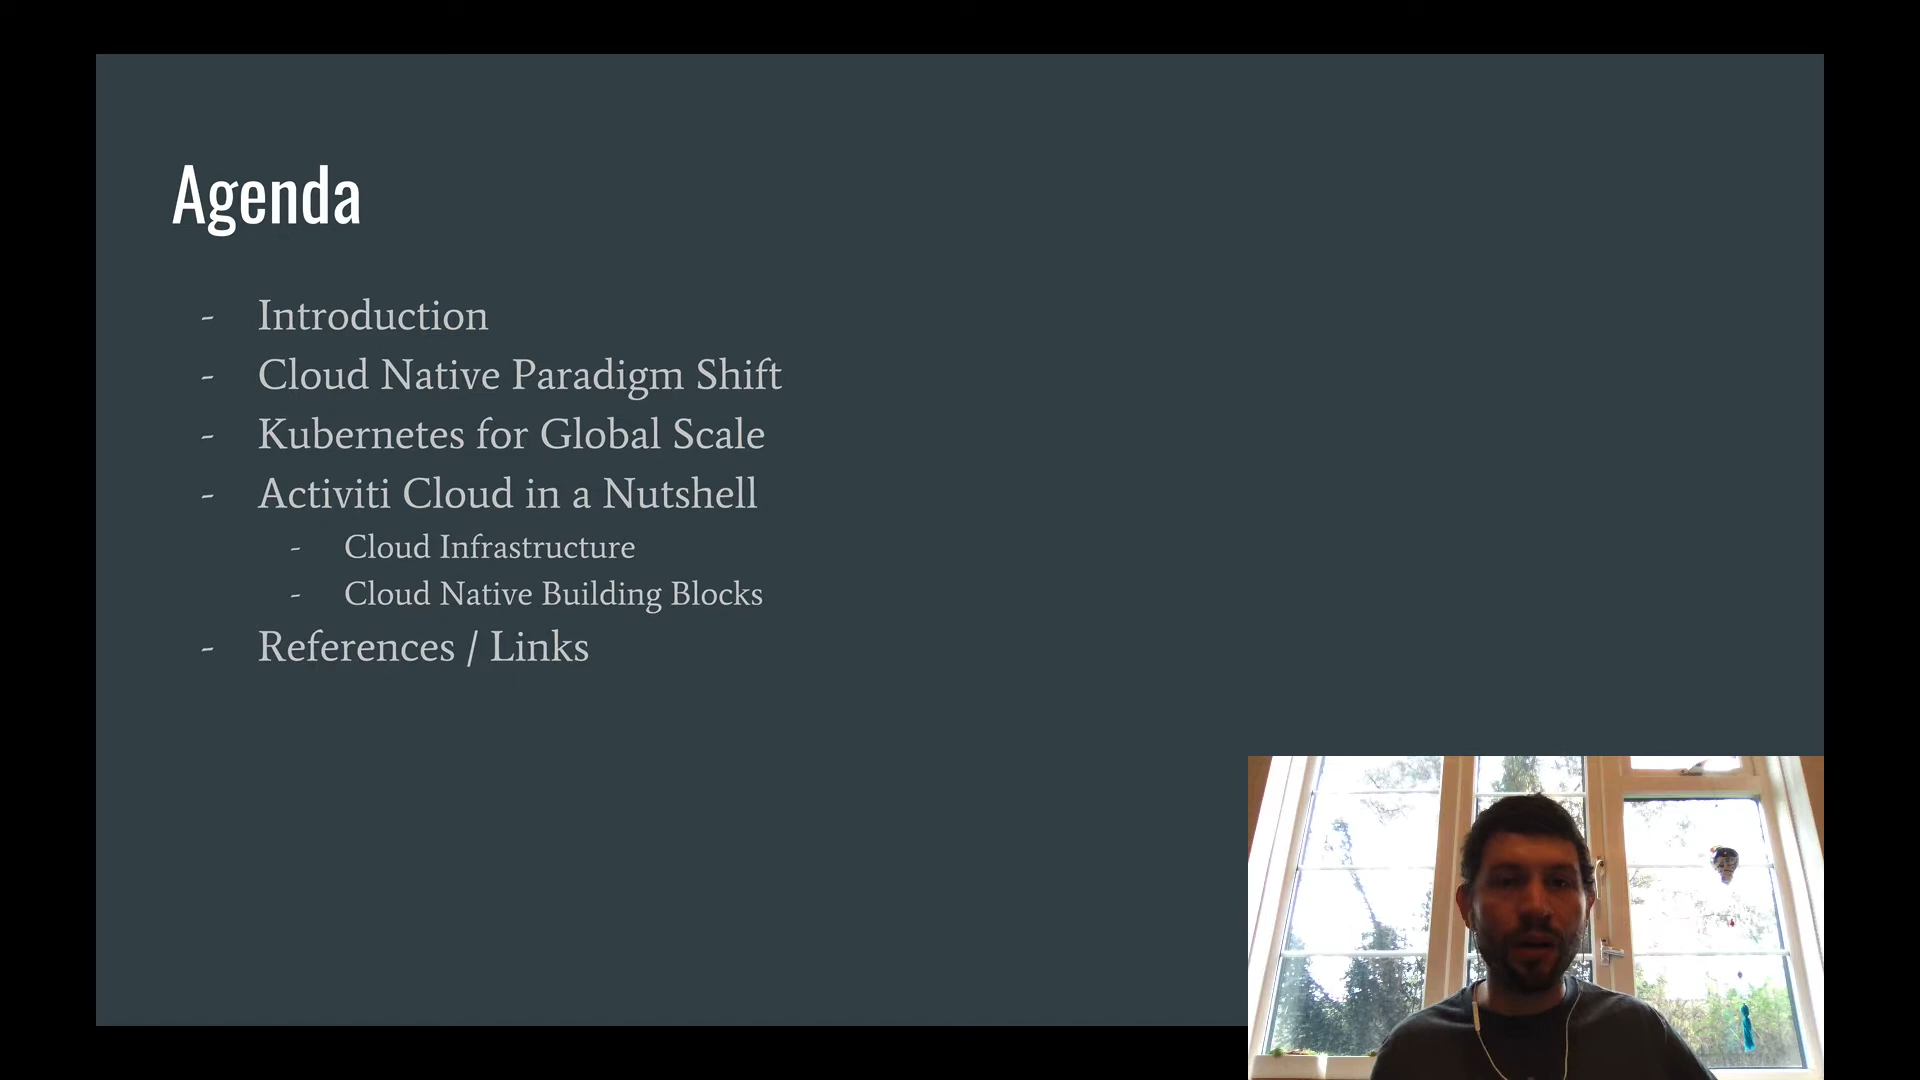 Agenda
- Introduction
- Cloud Native Paradigm Shift
- Kubernetes for Global Scale
- Activiti Cloud in a Nutshell
- Cloud Infrastructure
- Cloud Native Building Blocks
- References / Links